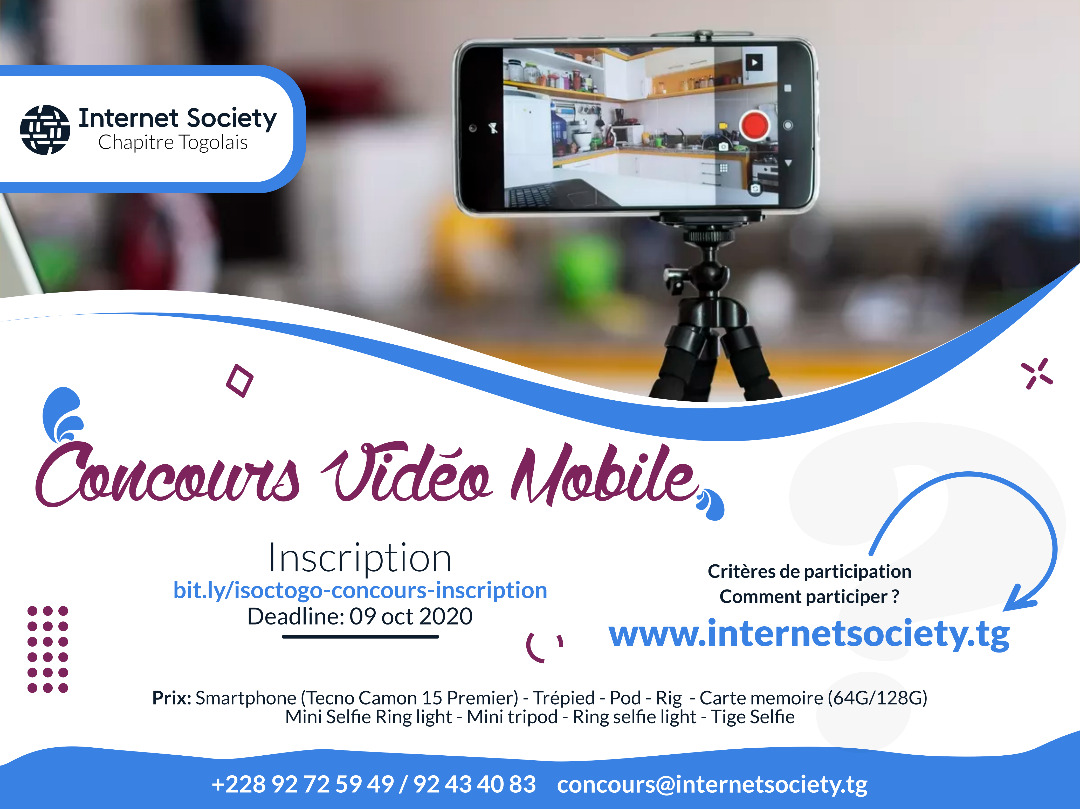 Internet Society
Chapitre Togolais
Concours Vidéo Mobile
Inscription
bit.ly/isoctogo-concours-inscription
Deadline: 09 oct 2020
Critères de participation
Comment participer ?
www.internetsociety.tg
Prix: Smartphone (Tecno Camon 15 Premier) - Trépied - Pod - Rig - Carte memoire (64G/128G)
Mini Selfie Ring light - Mini tripod - Ring selfie light - Tige Selfie
+228 92 72 59 49 / 92 43 40 83 concours@internetsociety.tg